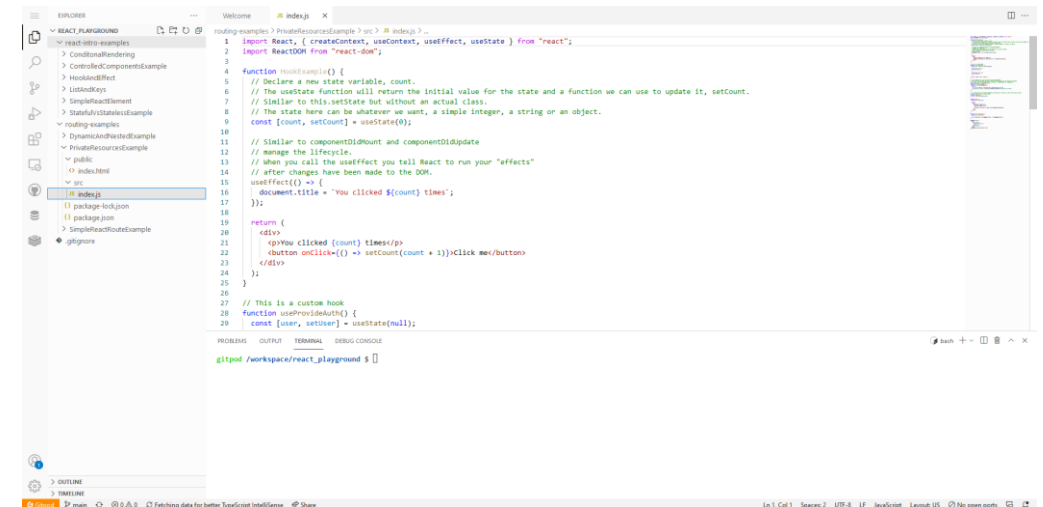 EXPLORER
REACT_PLAYGROUND
react-intro-examples
ConditonalRendering
ControlledComponentsExample
HookAndEffect
ListAndKeys
SimpleReactElement
StatefulVsStatelessExample
routing-examples
DynamicAndNestedExample
PrivateResourcesExample
public
index.html
src
JS index.js
package-lock.json
package.json
SimpleReactRouteExample
.gitignore
OUTLINE
TIMELINE
Welcome JS index.js
routing-examples > PrivateResourcesExample > src > JS index.js > ...
1 import React, { createContext, useContext, useEffect, useState } from "react";
2 import ReactDOM from "react-dom";
3
4 function HookExample() {
5 // Declare a new state variable, count.
6 // The useState function will return the initial value for the state and a function we can use to update it, setCount.
7 // Similar to this.setState but without an actual class.
8 // The state here can be whatever we want, a simple integer, a string or an object.
9 const [count, setCount] = useState(0);
10
11 // Similar to componentDidMount and componentDidUpdate
12 // manage the lifecycle.
13 // When you call the useEffect you tell React to run your "effects"
14 // after changes have been made to the DOM.
15 useEffect(() => {
16 document.title = `You clicked ${count} times`;
17 });
18
19 return (
20 <div>
21 <p>You clicked {count} times</p>
22 <button onClick={() => setCount(count + 1)}>Click me</button>
23 </div>
24 );
25 }
26
27 // This is a custom hook
28 function useProvideAuth() {
29 const [user, setUser] = useState(null);
PROBLEMS OUTPUT TERMINAL DEBUG CONSOLE
bash
gitpod /workspace/react_playground $
Gitpod main 0 0 Fetching data for better TypeScript IntelliSense Share
Ln 1, Col 1 Spaces: 2 UTF-8 LF JavaScript Layout: US No open ports